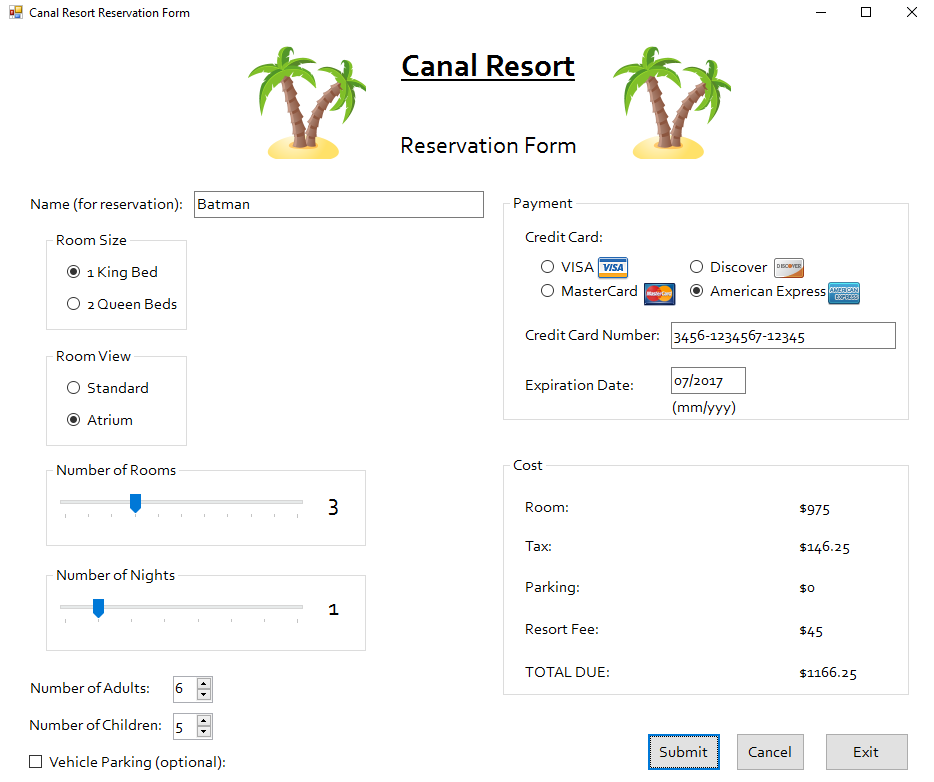 Canal Resort Reservation Form
Canal Resort
Reservation Form
Name (for reservation): Batman
Room Size
1 King Bed
2 Queen Beds
Room View
Standard
Atrium
Number of Rooms
3
Number of Nights
1
Number of Adults: 6
Number of Children: 5
Vehicle Parking (optional):
Payment
Credit Card:
VISA VISA
Discover DISCOVER
MasterCard MasterCard
American Express AMERICAN EXPRESS
Credit Card Number: 3456-1234567-12345
Expiration Date: 07/2017
(mm/yyy)
Cost
Room: $975
Tax: $146.25
Parking: $0
Resort Fee: $45
TOTAL DUE: $1166.25
Submit Cancel Exit